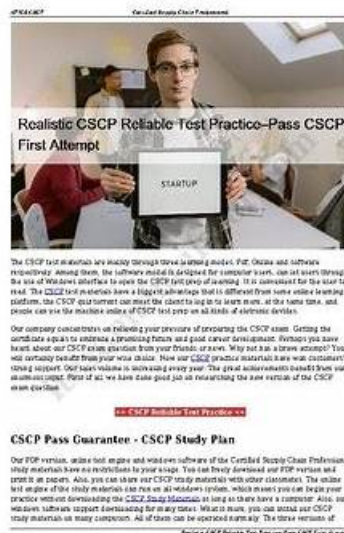 APICS CSCP
Certified Supply Chain Professional
Realistic CSCP Reliable Test Practice–Pass CSCP
First Attempt
STARTUP
The CSCP test materials are mainly through three learning modes, Pdf, Online and software
respectively. Among them, the software model is designed for computer users, can let users through
the use of Windows interface to open the CSCP test prep of learning. It is convenient for the user to
read. The CSCP test materials have a biggest advantage that is different from some online learning
platform, the CSCP quiz torrent can meet the client to log in to learn more, at the same time, and
people can use the machine online of CSCP test prep on all kinds of eletronic devides.
Our company concentrates on relieving your pressure of preparing the CSCP exam. Getting the
certificate equals to embrace a promising future and good career development. Perhaps you have
heard about our CSCP exam question from your friends or news. Why not has a brave attempt? You
will certainly benefit from your wise choice. Now our CSCP practice materials have won customers'
strong support. Our sales volume is increasing every year. The great achievements benefit from our
enormous input. First of all, we have done good job on researching the new version of the CSCP
exam question.
>> CSCP Reliable Test Practice <<
CSCP Pass Guarantee - CSCP Study Plan
Our PDF version, online test engine and windows software of the Certified Supply Chain Profession
study materials have no restrictions to your usage. You can freely download our PDF version and
print it on papers. Also, you can share our CSCP study materials with other classmates. The online
test engine of the study materials can run on all windows system, which means you can begin your
practice without downloading the CSCP Study Materials as long as there have a computer. Also, our
windows software support downloading for many times. What is more, you can install our CSCP
study materials on many computers. All of them can be operated normally. The three versions of